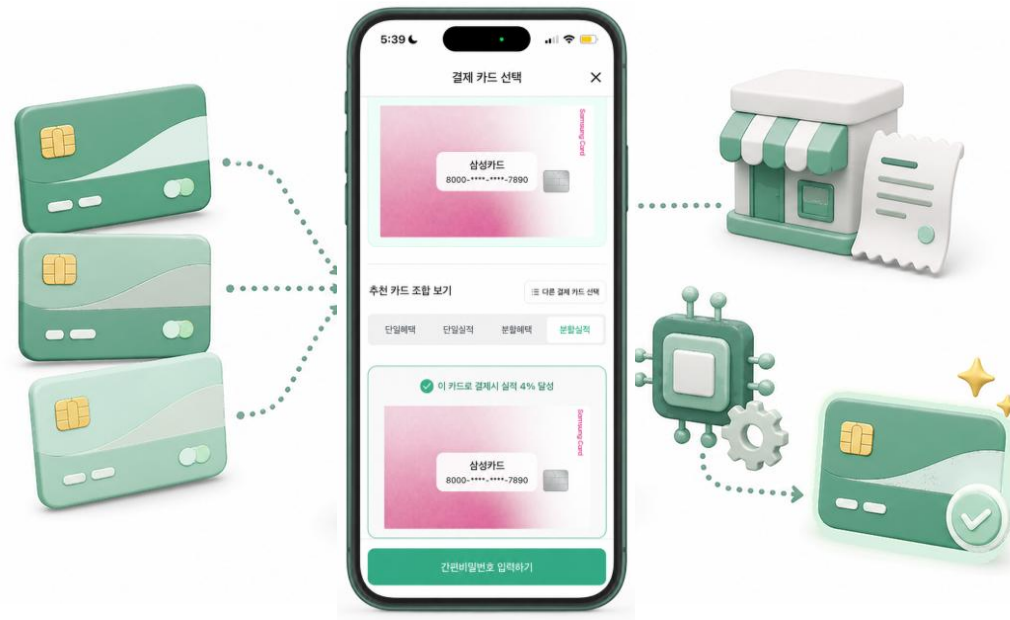 5:39
결제 카드 선택
Samsung Card
삼성카드
8000-****-****-7890
추천 카드 조합 보기
다른 결제 카드 선택
단일혜택
단일실적
분할혜택
분할실적
이 카드로 결제시 실적 4% 달성
Samsung Card
삼성카드
8000-****-****-7890
간편비밀번호 입력하기